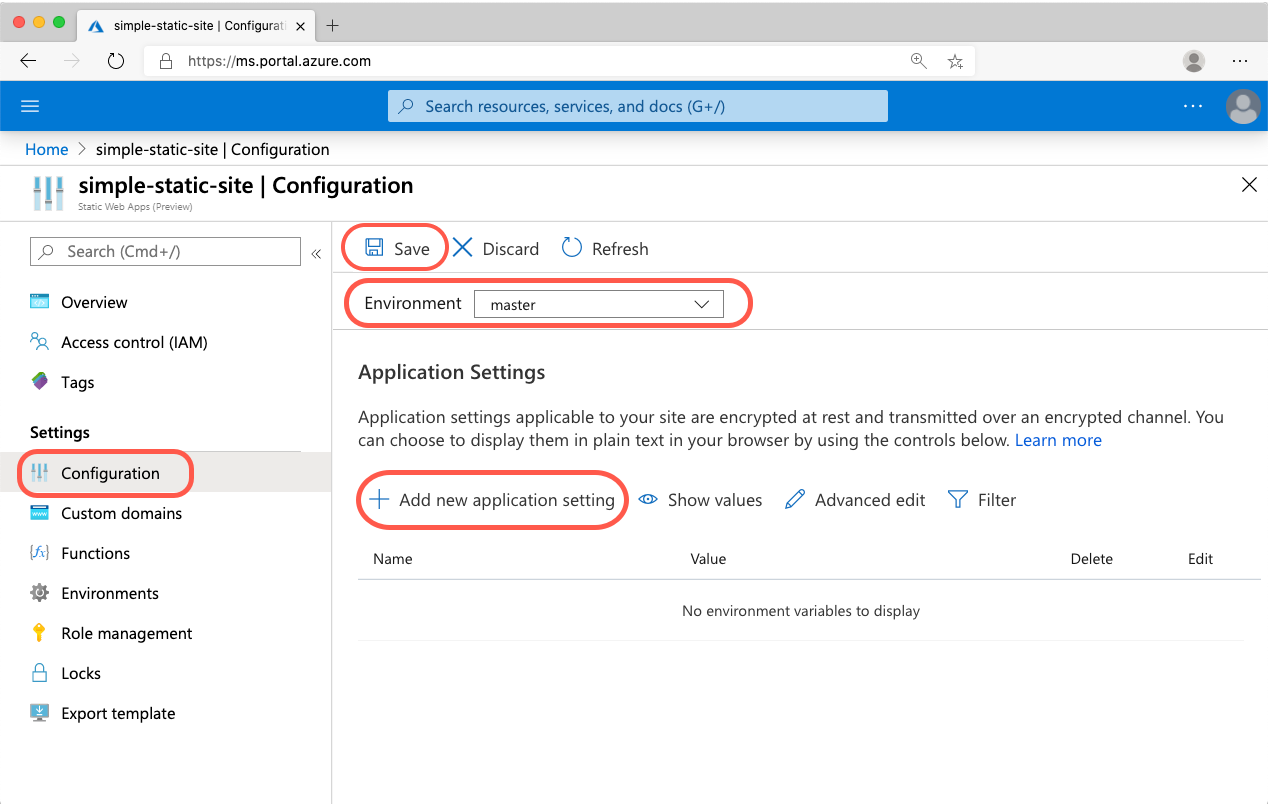 simple-static-site | Configurati
https://ms.portal.azure.com
Search resources, services, and docs (G+/)
Home > simple-static-site | Configuration
simple-static-site | Configuration
Static Web Apps (Preview)
Search (Cmd+/)
«
Overview
Access control (IAM)
Tags
Settings
Configuration
Custom domains
Functions
Environments
Role management
Locks
Export template
Save Discard Refresh
Environment master
Application Settings
Application settings applicable to your site are encrypted at rest and transmitted over an encrypted channel. You
can choose to display them in plain text in your browser by using the controls below. Learn more
Add new application setting Show values Advanced edit Filter
Name Value Delete Edit
No environment variables to display